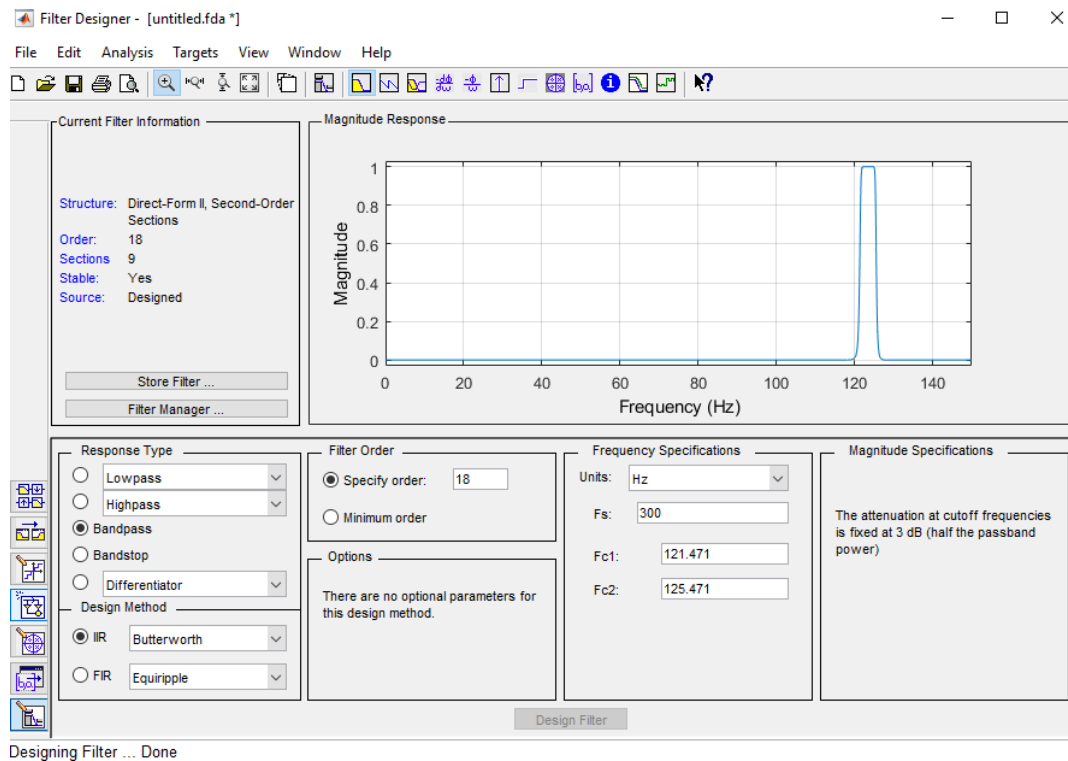 Filter Designer - [untitled.fda *]
File Edit Analysis Targets View Window Help
Current Filter Information
Structure: Direct-Form II, Second-Order
Sections
Order: 18
Sections 9
Stable: Yes
Source: Designed
Store Filter ...
Filter Manager ...
Magnitude Response
Magnitude
1
0.8
0.6
0.4
0.2
0
0 20 40 60 80 100 120 140
Frequency (Hz)
Response Type
Lowpass
Highpass
Bandpass
Bandstop
Differentiator
Design Method
IIR Butterworth
FIR Equiripple
Filter Order
Specify order: 18
Minimum order
Options
There are no optional parameters for
this design method.
Frequency Specifications
Units: Hz
Fs: 300
Fc1: 121.471
Fc2: 125.471
Magnitude Specifications
The attenuation at cutoff frequencies
is fixed at 3 dB (half the passband
power)
Design Filter
Designing Filter ... Done